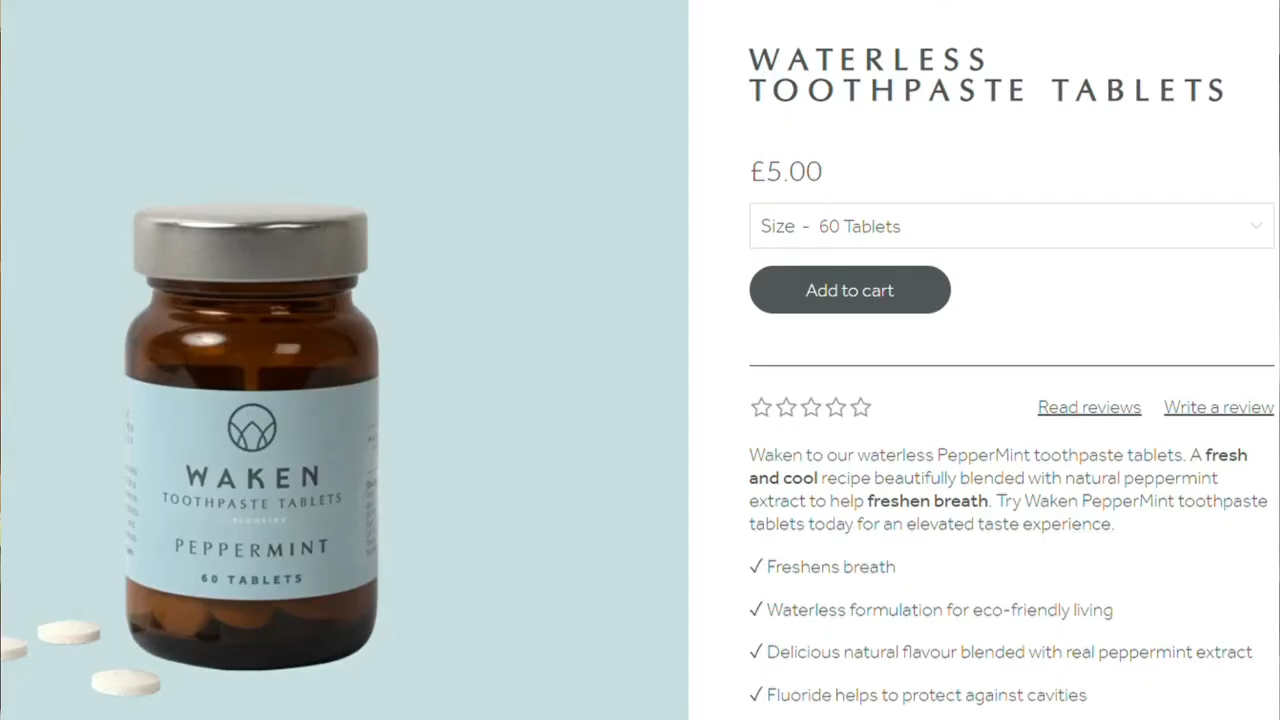 WATERLESS
TOOTHPASTE TABLETS
£5.00
Size - 60 Tablets
Add to cart
Read reviews Write a review
Waken to our waterless PepperMint toothpaste tablets. A fresh
and cool recipe beautifully blended with natural peppermint
extract to help freshen breath. Try Waken PepperMint toothpaste
tablets today for an elevated taste experience.
✓ Freshens breath
✓ Waterless formulation for eco-friendly living
✓ Delicious natural flavour blended with real peppermint extract
✓ Fluoride helps to protect against cavities
WAKEN
TOOTHPASTE TABLETS
FLUORIDE
PEPPERMINT
60 TABLETS